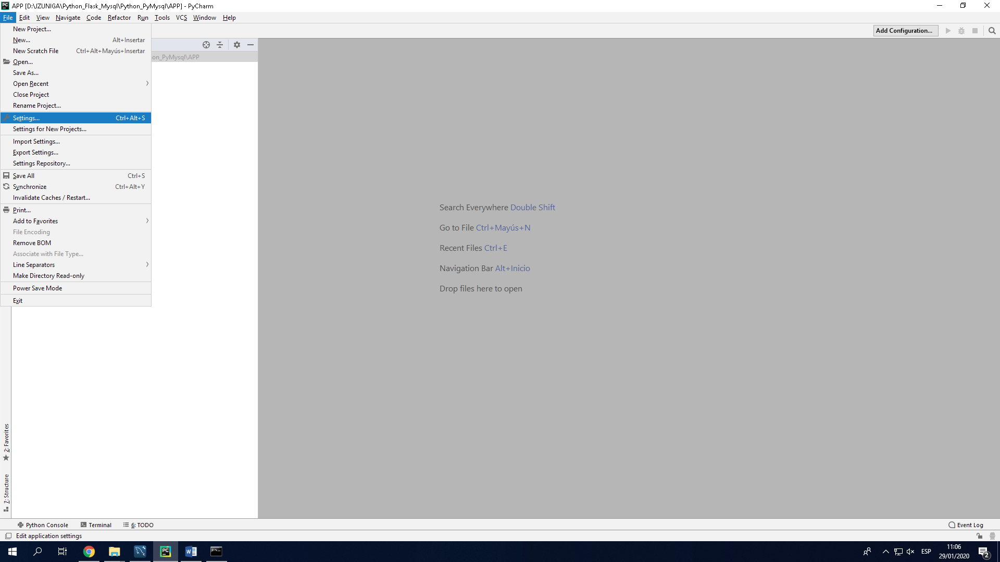 APP [D:\JZUNIGA\Python_Flask_Mysql\Python_PyMysql\APP] - PyCharm
File Edit View Navigate Code Refactor Run Tools VCS Window Help
Add Configuration...
New Project...
New... Alt+Insertar
New Scratch File Ctrl+Alt+Mayús+Insertar
on_PyMysql\APP
Open...
Save As...
Open Recent
Close Project
Rename Project...
Settings... Ctrl+Alt+S
Settings for New Projects...
Import Settings...
Export Settings...
Settings Repository...
Save All Ctrl+S
Synchronize Ctrl+Alt+Y
Invalidate Caches / Restart...
Print...
Add to Favorites
File Encoding
Remove BOM
Associate with File Type...
Line Separators
Make Directory Read-only
Power Save Mode
Exit
Search Everywhere Double Shift
Go to File Ctrl+Mayús+N
Recent Files Ctrl+E
Navigation Bar Alt+Inicio
Drop files here to open
2: Favorites
7: Structure
Python Console Terminal 6: TODO Event Log
Edit application settings
ESP
11:06
29/01/2020
2